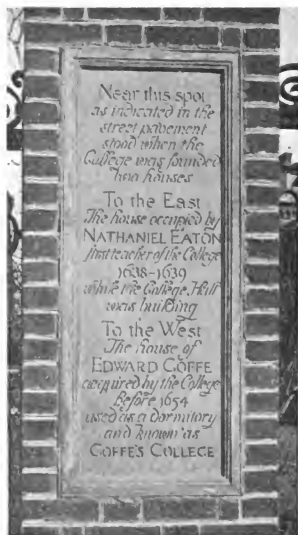 Near this spot
as indicated in the
street pavement
stood when the
College was founded
two houses
To the East
The house occupied by
NATHANIEL EATON
first teacher of the College
1638–1639
while the College Hall
was building
To the West
The house of
EDWARD GOFFE
acquired by the College
Before 1654
used as a dormitory
and known as
GOFFE'S COLLEGE